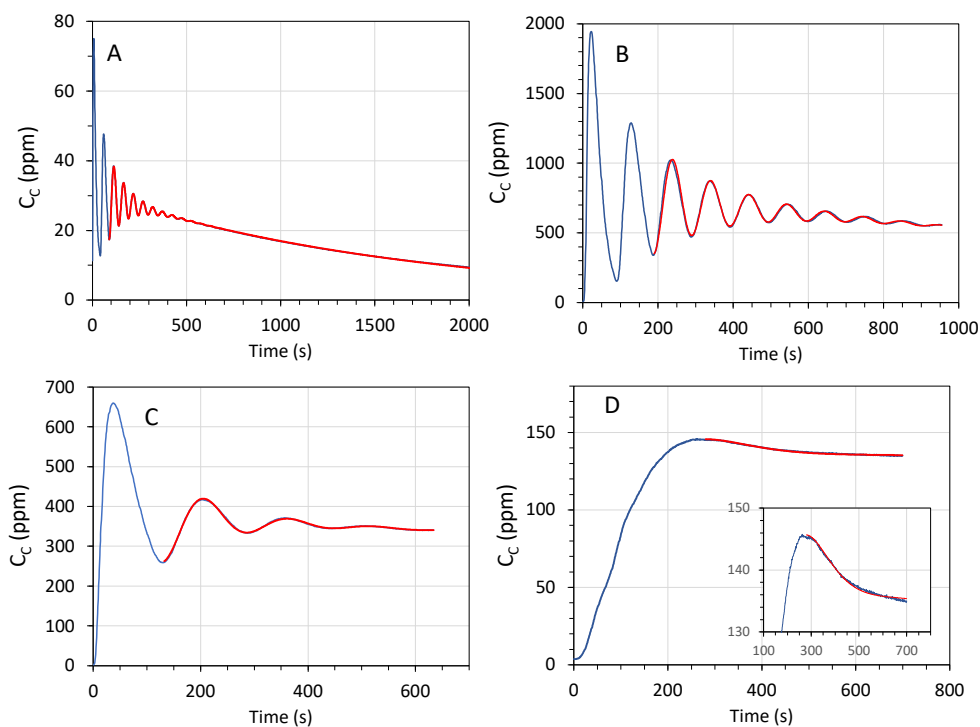 A
C_C (ppm)
80
60
40
20
0
0 500 1000 1500 2000
Time (s)
B
C_C (ppm)
2000
1500
1000
500
0
0 200 400 600 800 1000
Time (s)
C
C_C (ppm)
700
600
500
400
300
200
100
0
0 200 400 600
Time (s)
D
C_C (ppm)
150
100
50
0
0 200 400 600 800
Time (s)
150
140
130
100 300 500 700